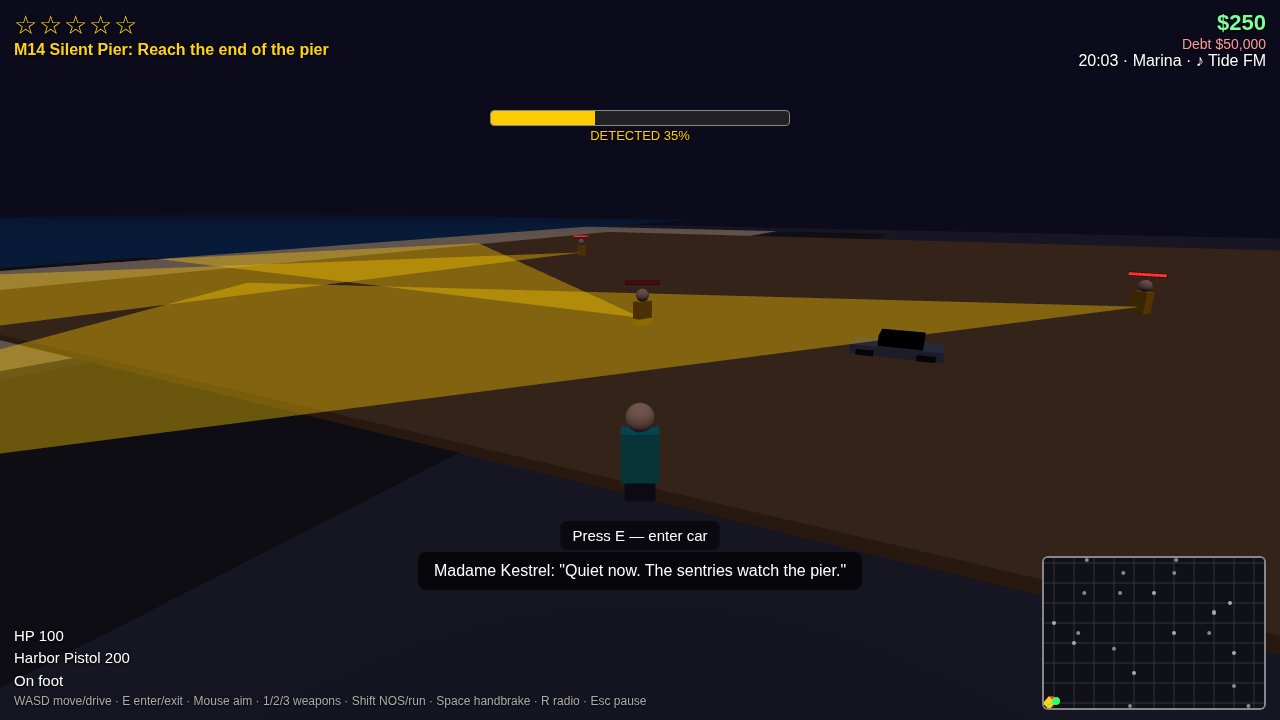 ☆☆☆☆☆
M14 Silent Pier: Reach the end of the pier
$250
Debt $50,000
20:03 · Marina · ♪ Tide FM
DETECTED 35%
Press E — enter car
Madame Kestrel: "Quiet now. The sentries watch the pier."
HP 100
Harbor Pistol 200
On foot
WASD move/drive · E enter/exit · Mouse aim · 1/2/3 weapons · Shift NOS/run · Space handbrake · R radio · Esc pause